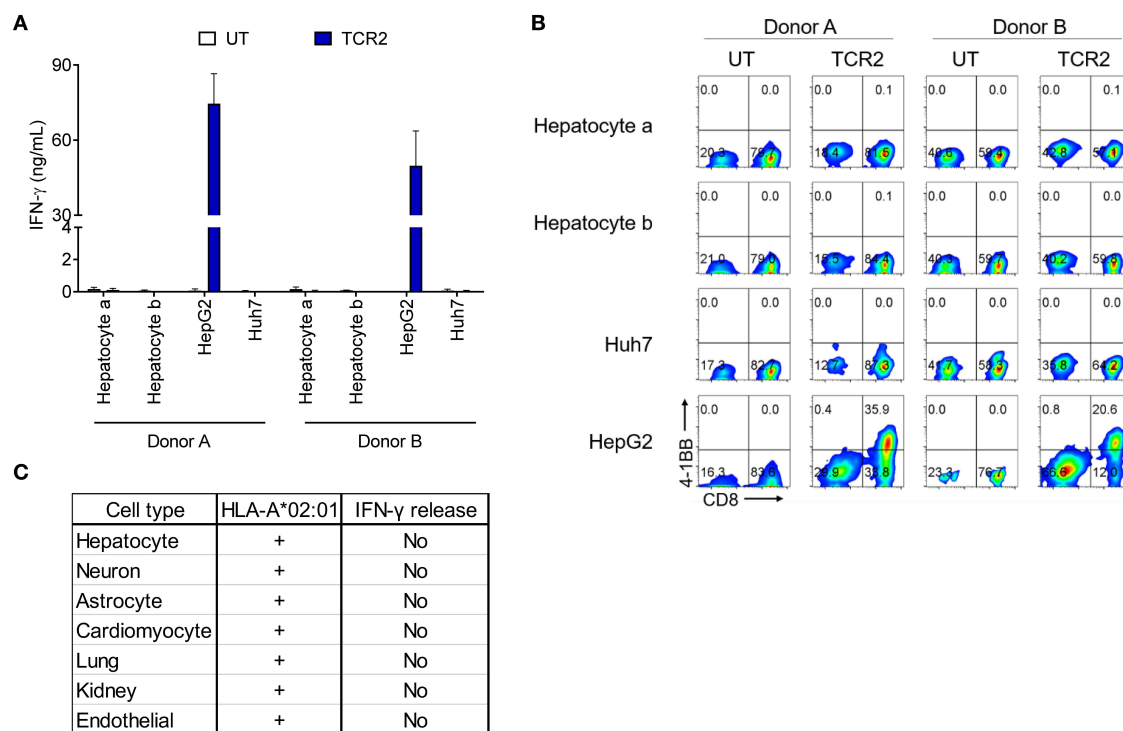 A
UT TCR2
IFN-γ (ng/mL)
90
60
30
4
2
0
Hepatocyte a
Hepatocyte b
HepG2
Huh7
Hepatocyte a
Hepatocyte b
HepG2
Huh7
Donor A Donor B
B
Donor A Donor B
UT TCR2 UT TCR2
Hepatocyte a
0.0 0.0 0.0 0.1 0.0 0.0 0.0 0.1
20.3 79.7 18.4 81.5 40.6 59.4 42.8 57.1
Hepatocyte b
0.0 0.0 0.0 0.1 0.0 0.0 0.0 0.0
21.0 79.0 15.5 84.4 40.3 59.7 40.2 59.8
Huh7
0.0 0.0 0.0 0.0 0.0 0.0 0.0 0.0
17.3 82.7 12.7 87.3 41.7 58.3 35.8 64.2
HepG2
0.0 0.0 0.4 35.9 0.0 0.0 0.8 20.6
16.3 83.6 29.9 33.8 23.3 76.7 66.6 12.0
4-1BB
CD8
C
Cell type HLA-A*02:01 IFN-γ release
Hepatocyte + No
Neuron + No
Astrocyte + No
Cardiomyocyte + No
Lung + No
Kidney + No
Endothelial + No